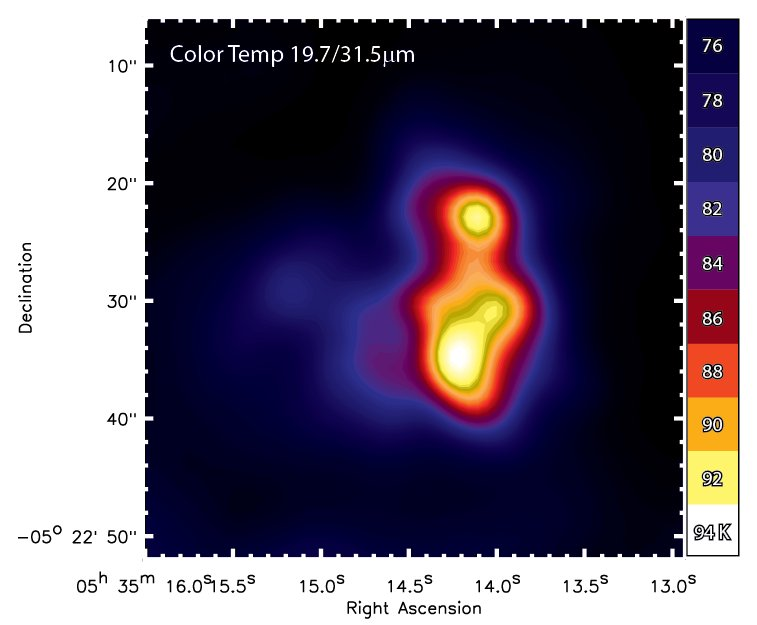 Color Temp 19.7/31.5μm
10"
20"
30"
40"
−05° 22' 50"
Declination
05ʰ 35ᵐ 16.0ˢ 15.5ˢ 15.0ˢ 14.5ˢ 14.0ˢ 13.5ˢ 13.0ˢ
Right Ascension
76
78
80
82
84
86
88
90
92
94 K